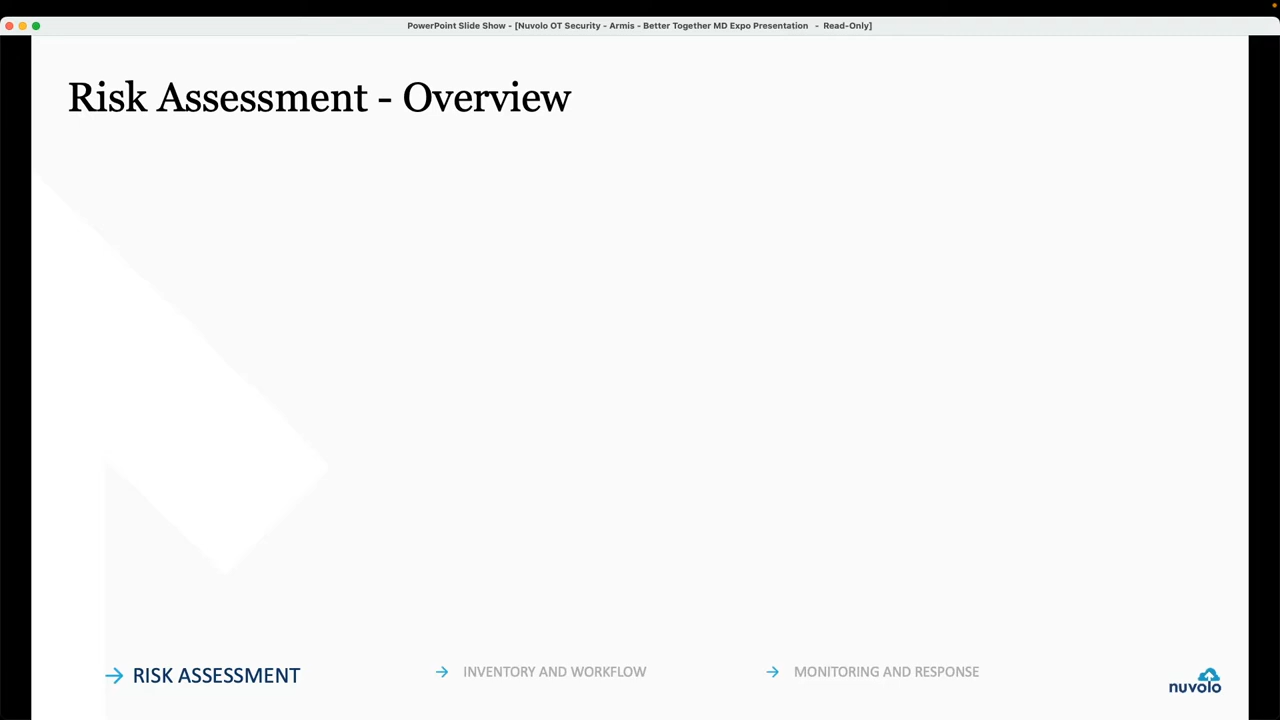 PowerPoint Slide Show - [Nuvolo OT Security - Armis - Better Together MD Expo Presentation  -  Read-Only]
Risk Assessment - Overview
→ RISK ASSESSMENT
→ INVENTORY AND WORKFLOW
→ MONITORING AND RESPONSE
nuvolo